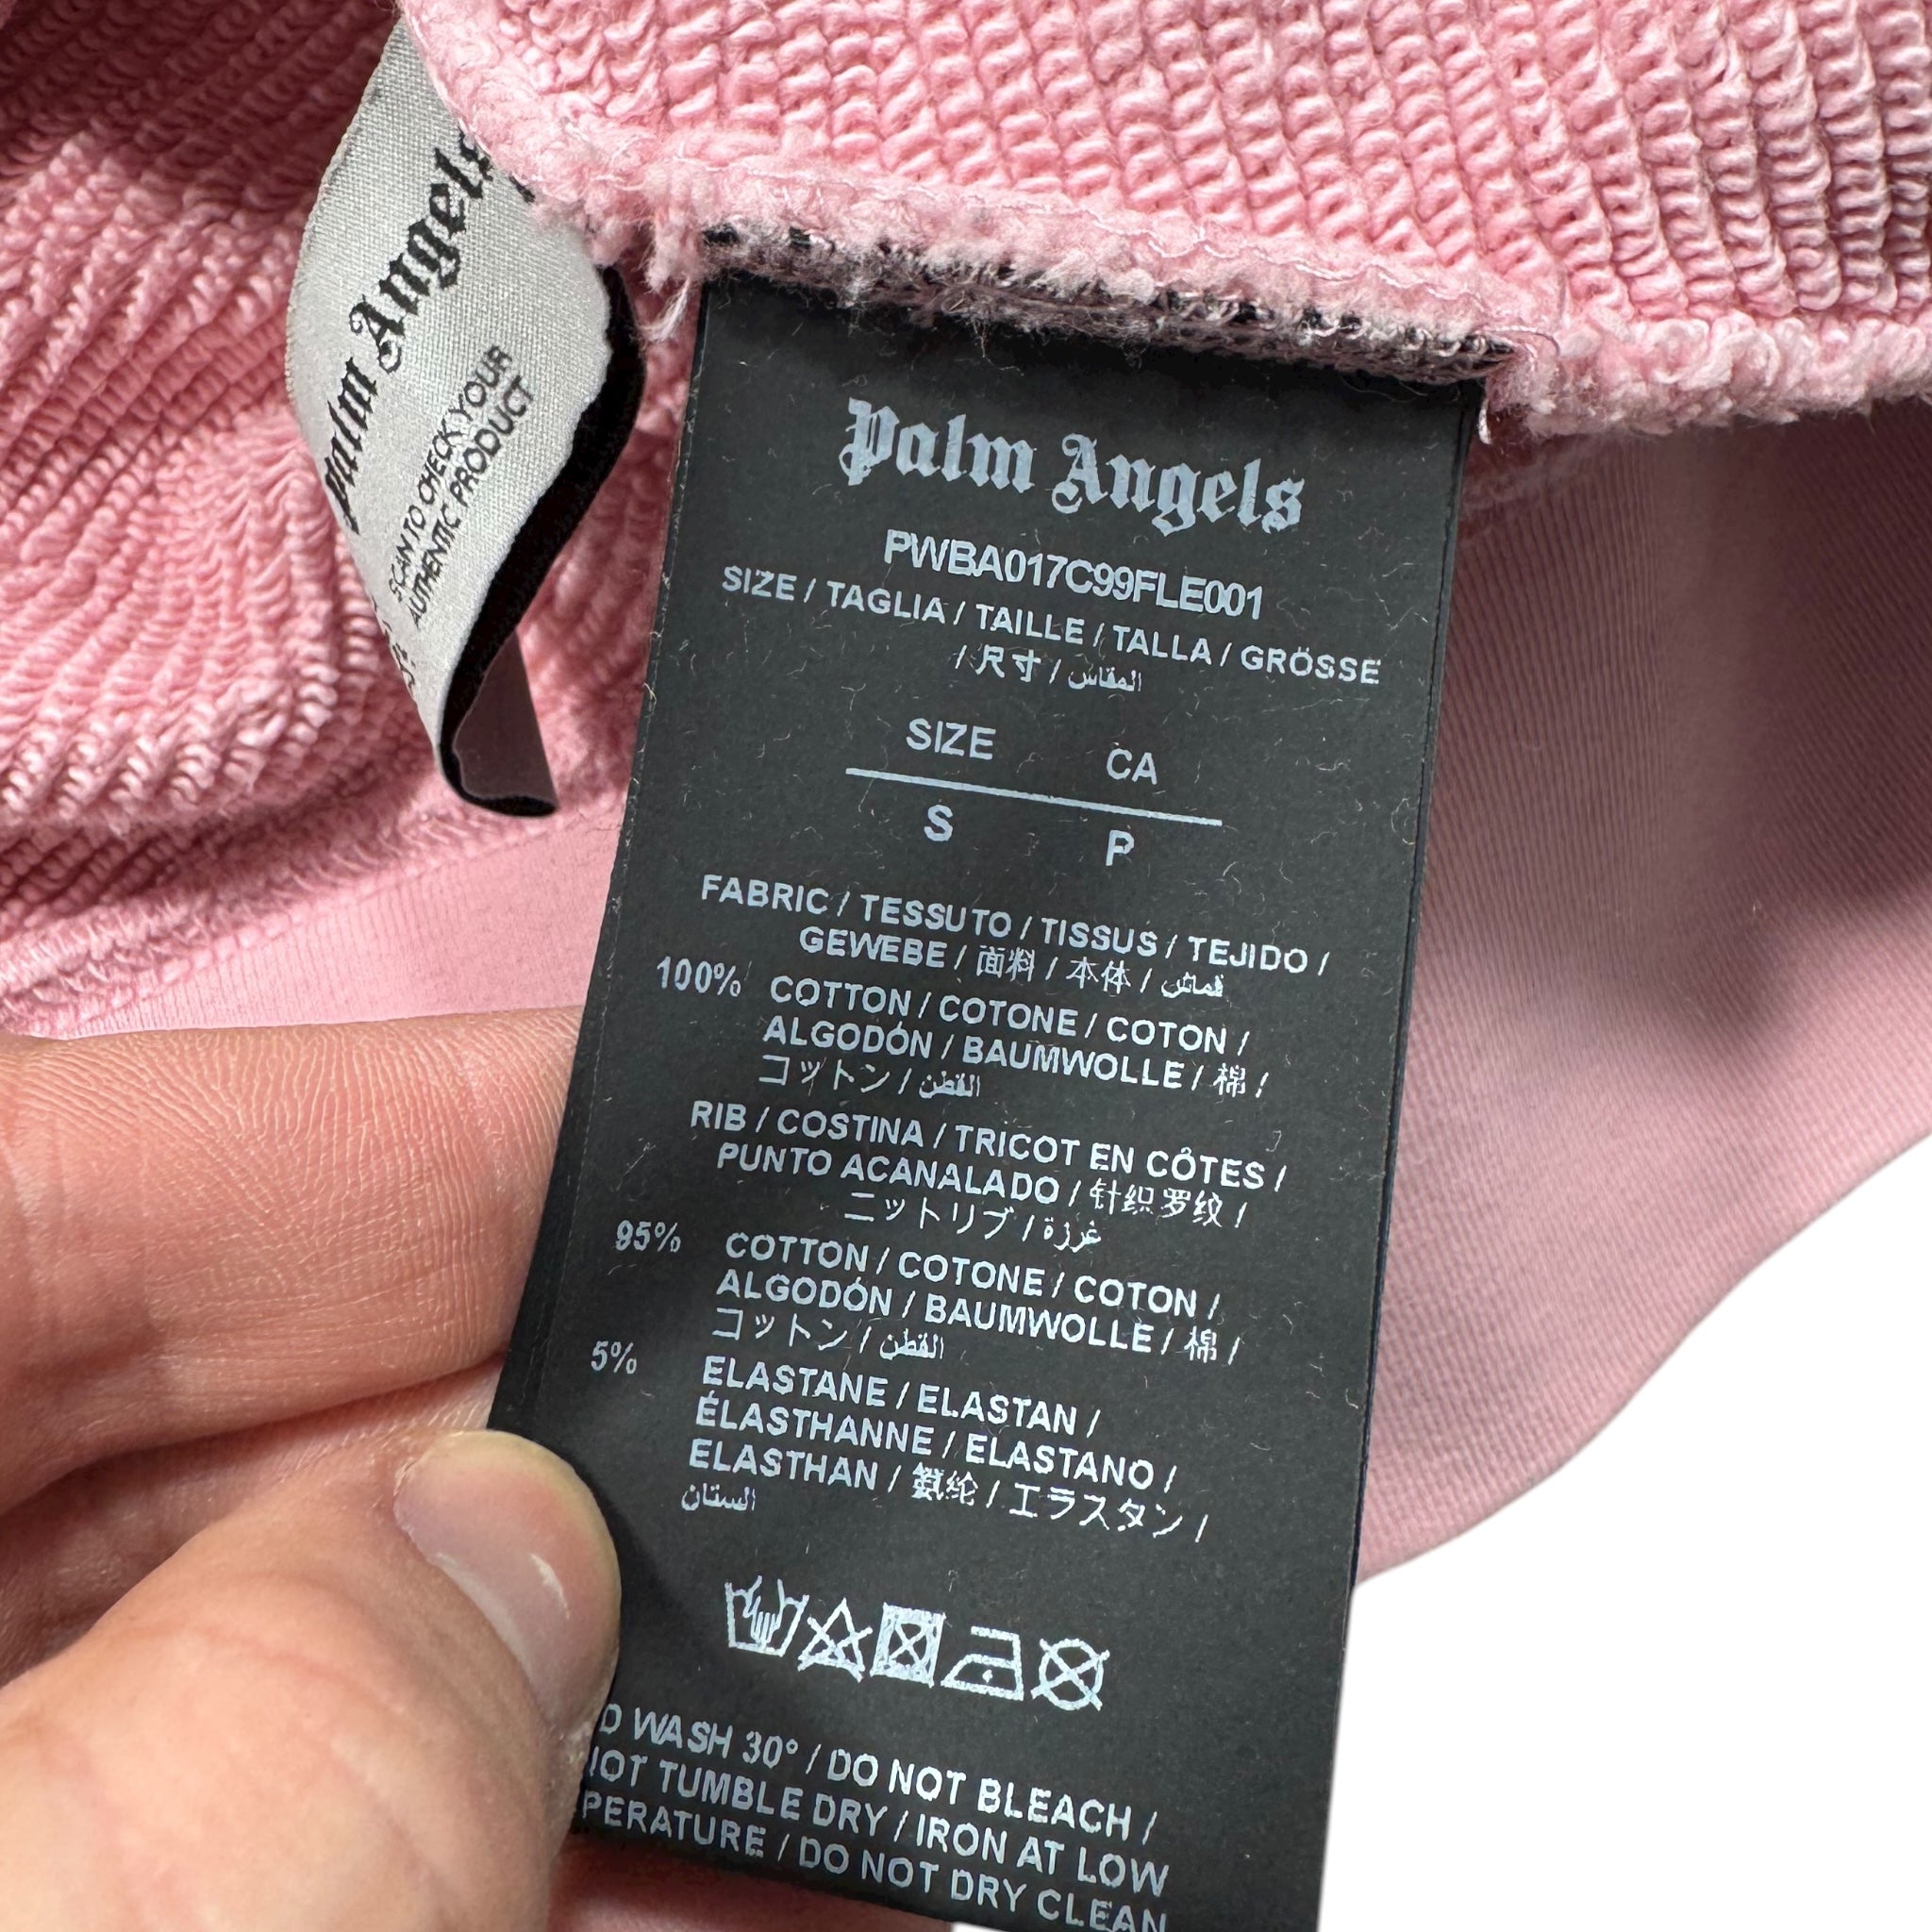 Palm Angels
SCAN TO CHECK YOUR
AUTHENTIC PRODUCT
Palm Angels
PWBA017C99FLE001
SIZE / TAGLIA / TAILLE / TALLA / GRÖSSE
/ 尺寸 / المقاس
SIZE CA
S P
FABRIC / TESSUTO / TISSUS / TEJIDO /
GEWEBE / 面料 / 本体 / قماش
100% COTTON / COTONE / COTON /
ALGODÓN / BAUMWOLLE / 棉 /
コットン / القطن
RIB / COSTINA / TRICOT EN CÔTES /
PUNTO ACANALADO / 针织罗纹 /
ニットリブ / غرزة
95% COTTON / COTONE / COTON /
ALGODÓN / BAUMWOLLE / 棉 /
コットン / القطن
5% ELASTANE / ELASTAN /
ÉLASTHANNE / ELASTANO /
ELASTHAN / 氨纶 / エラスタン /
الستان
D WASH 30° / DO NOT BLEACH /
NOT TUMBLE DRY / IRON AT LOW
PERATURE / DO NOT DRY CLEAN